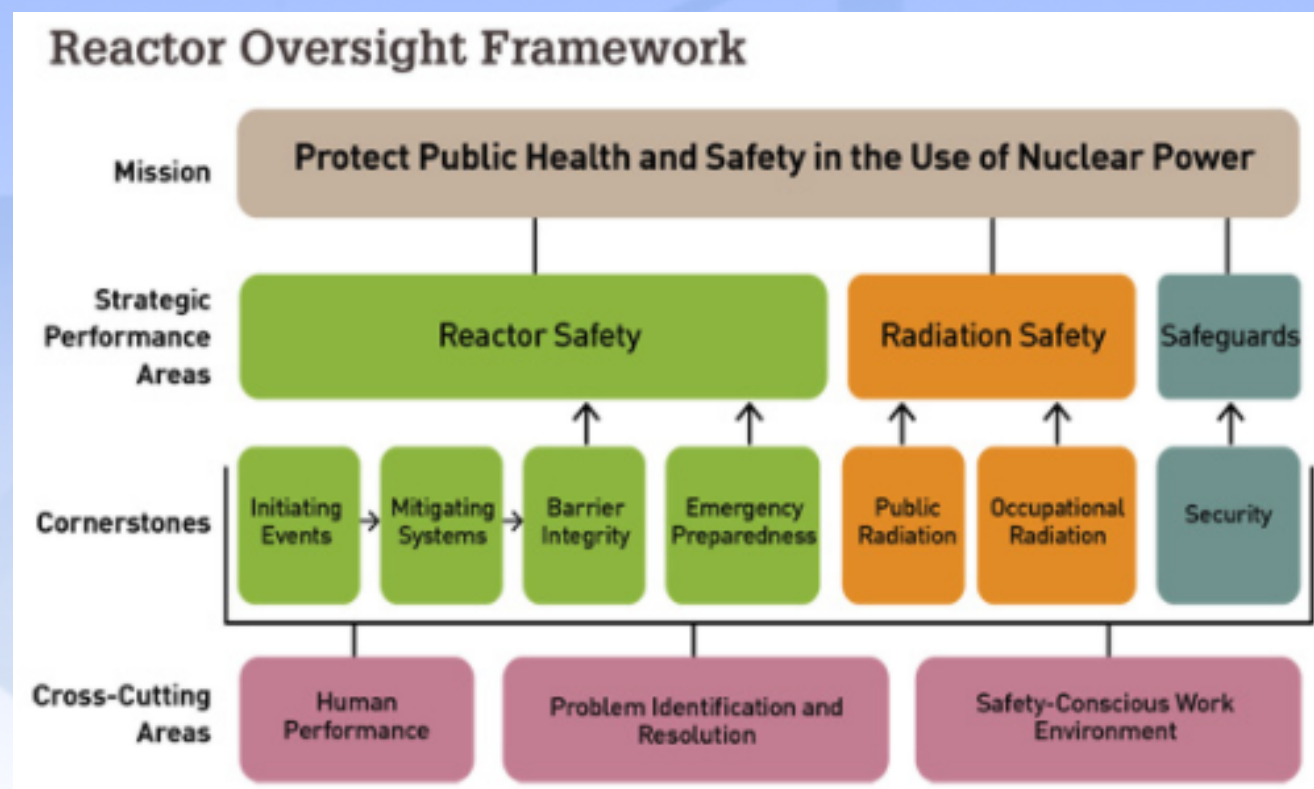 Reactor Oversight Framework
Mission
Protect Public Health and Safety in the Use of Nuclear Power
Strategic
Performance
Areas
Reactor Safety
Radiation Safety
Safeguards
Cornerstones
Initiating
Events
Mitigating
Systems
Barrier
Integrity
Emergency
Preparedness
Public
Radiation
Occupational
Radiation
Security
Cross-Cutting
Areas
Human
Performance
Problem Identification and
Resolution
Safety-Conscious Work
Environment